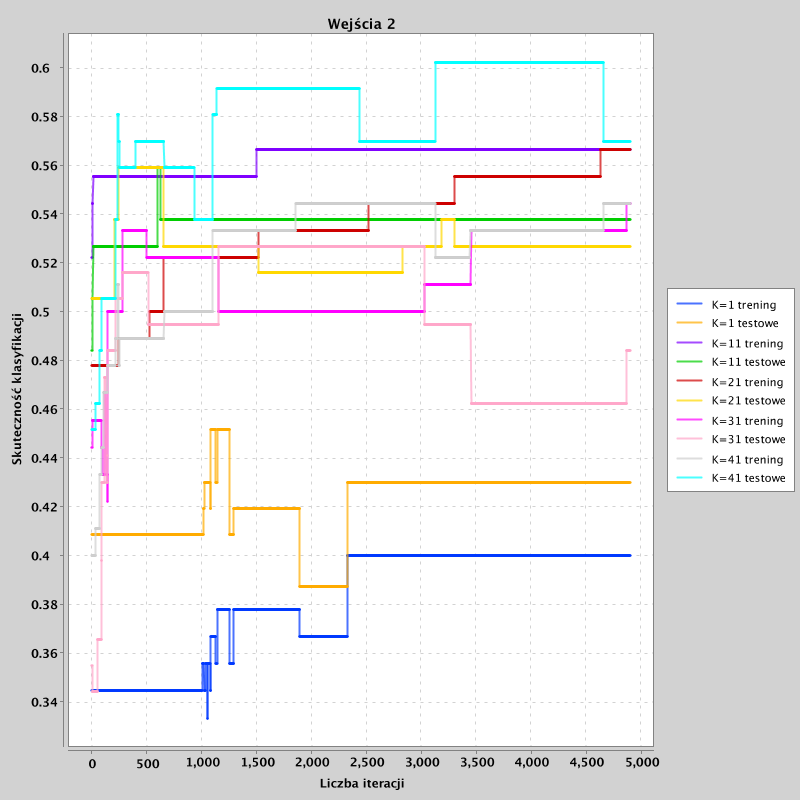 Wejścia 2
Skuteczność klasyfikacji
0.6
0.58
0.56
0.54
0.52
0.5
0.48
0.46
0.44
0.42
0.4
0.38
0.36
0.34
0 500 1,000 1,500 2,000 2,500 3,000 3,500 4,000 4,500 5,000
Liczba iteracji
K=1 trening
K=1 testowe
K=11 trening
K=11 testowe
K=21 trening
K=21 testowe
K=31 trening
K=31 testowe
K=41 trening
K=41 testowe